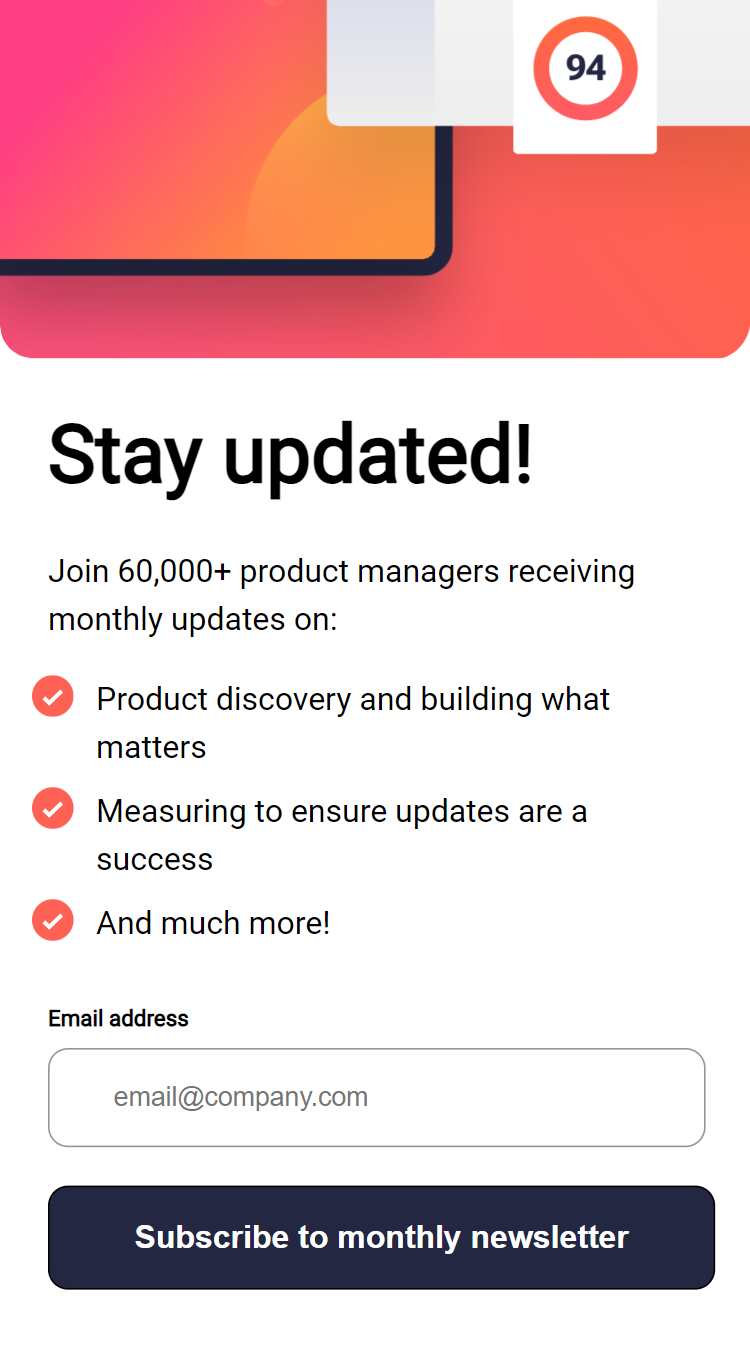 94
Stay updated!
Join 60,000+ product managers receiving
monthly updates on:
Product discovery and building what
matters
Measuring to ensure updates are a
success
And much more!
Email address
email@company.com
Subscribe to monthly newsletter